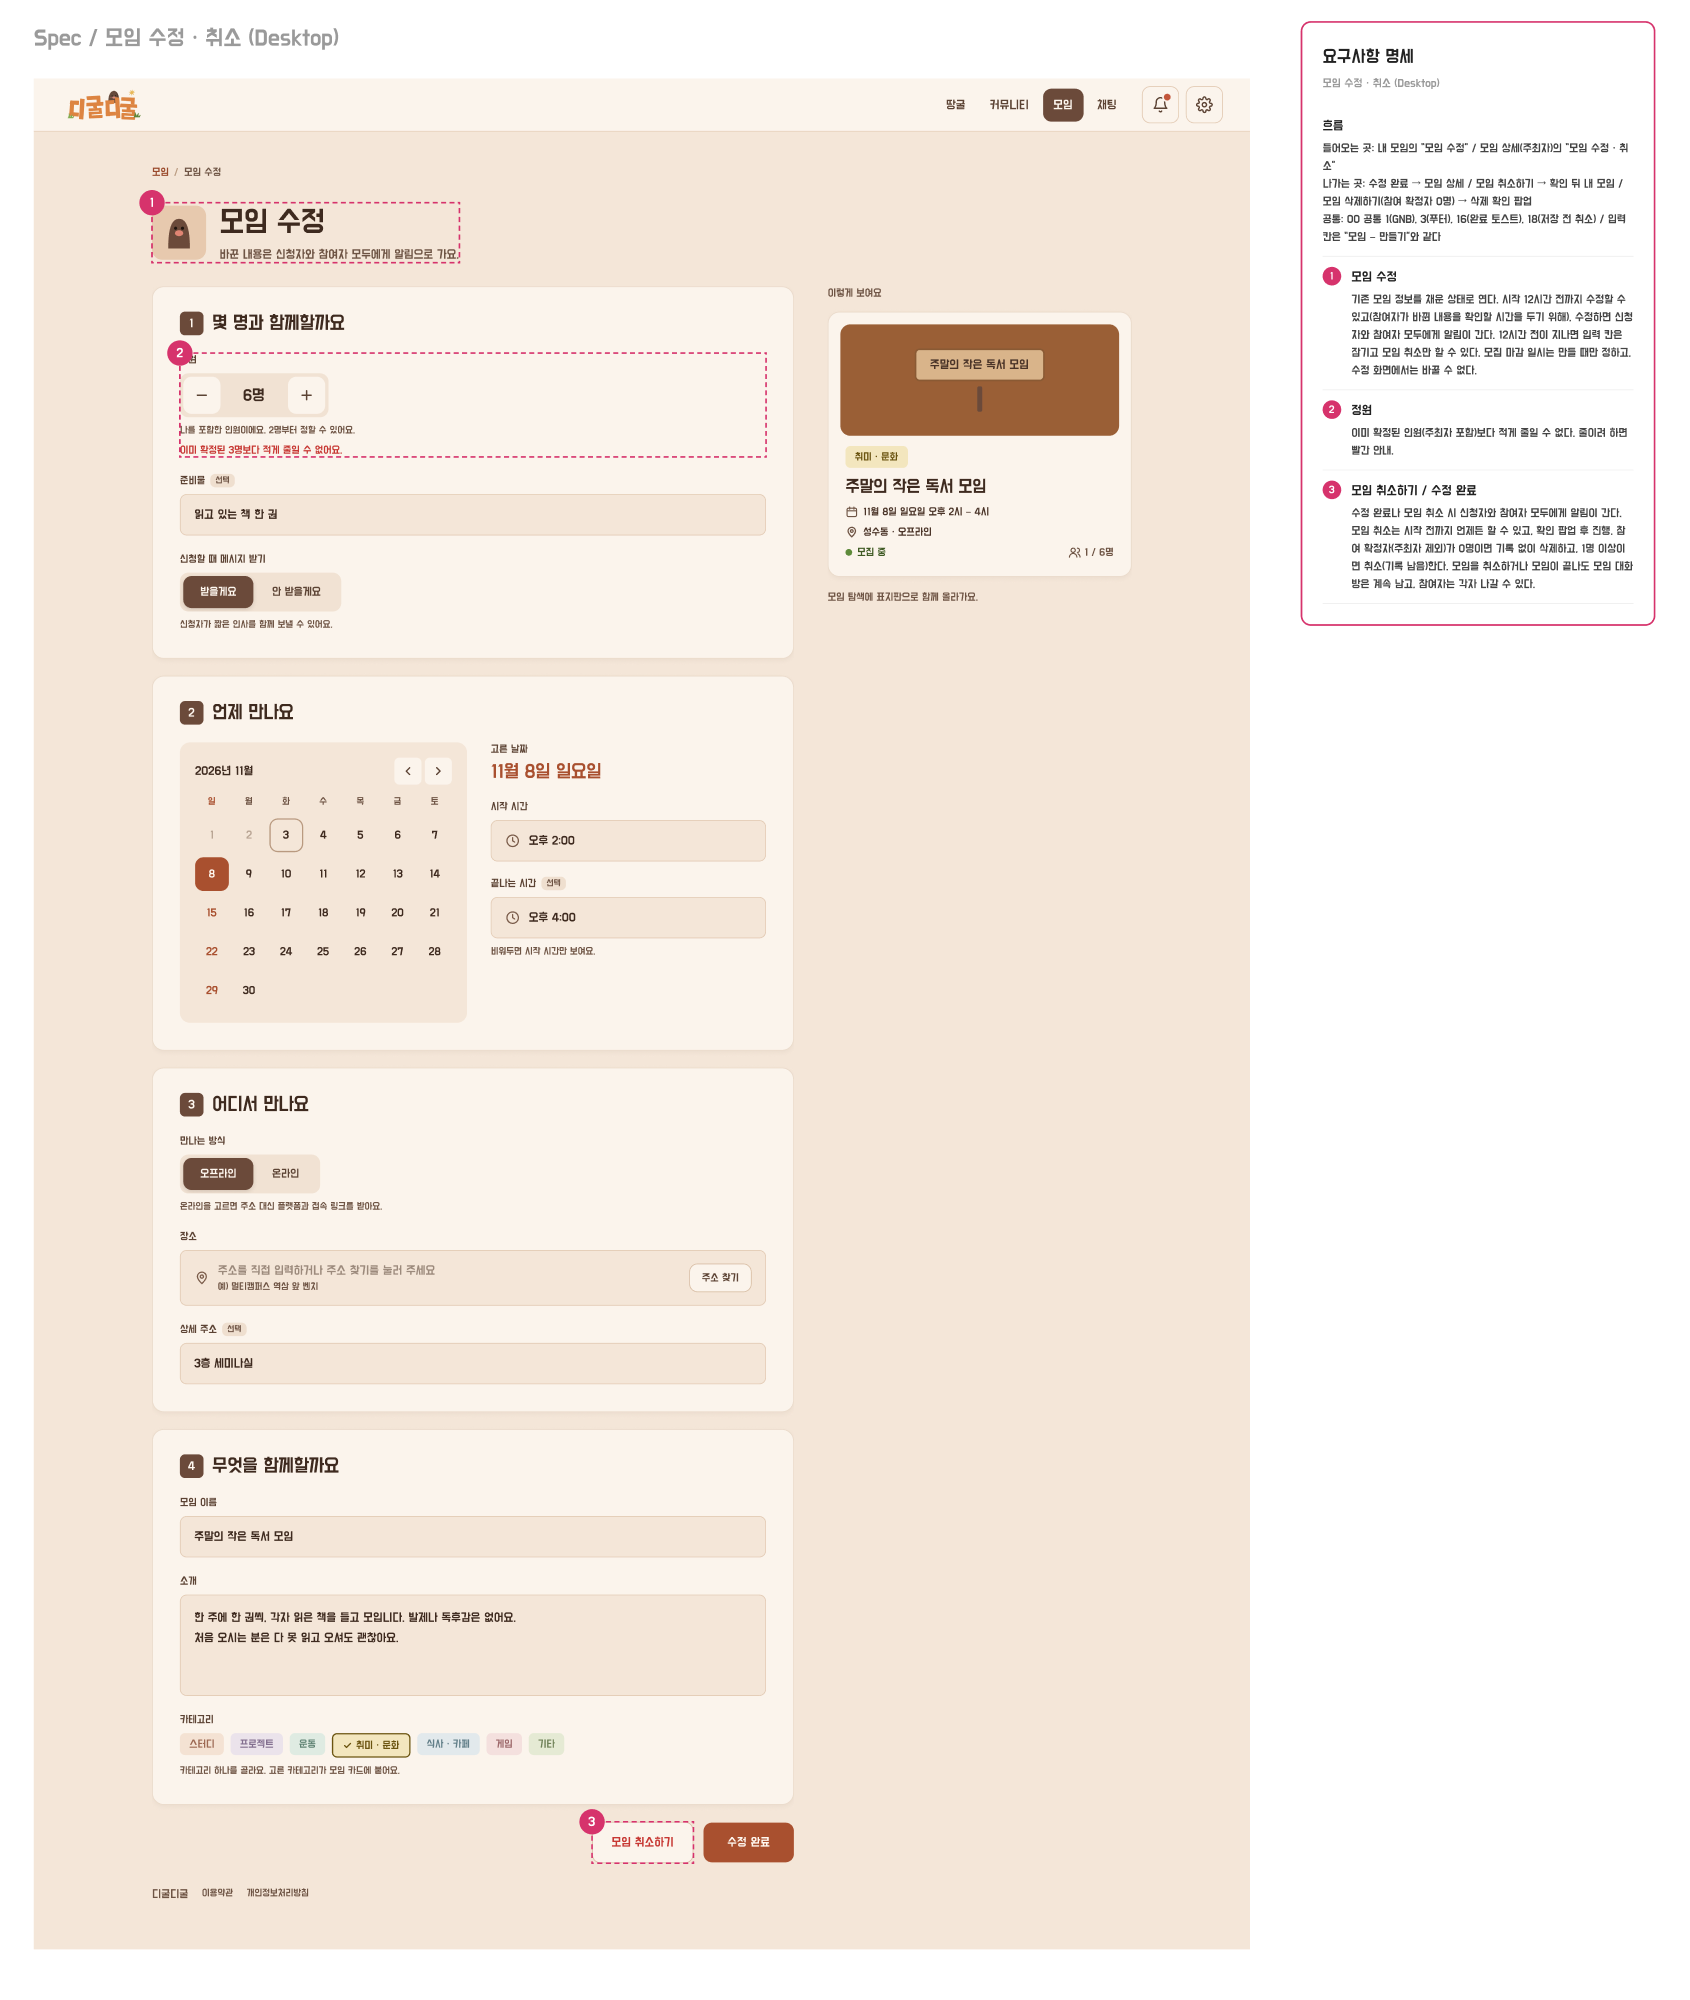 Spec / 모임 수정 · 취소 (Desktop)
디굴디굴
땅굴
커뮤니티
모임
채팅
모임 / 모임 수정
1
모임 수정
바꾼 내용은 신청자와 참여자 모두에게 알림으로 가요.
1 몇 명과 함께할까요
2
원
− 6명 +
나를 포함한 인원이에요. 2명부터 정할 수 있어요.
이미 확정된 3명보다 적게 줄일 수 없어요.
준비물 선택
읽고 있는 책 한 권
신청할 때 메시지 받기
받을게요 안 받을게요
신청자가 짧은 인사를 함께 보낼 수 있어요.
이렇게 보여요
주말의 작은 독서 모임
취미 · 문화
주말의 작은 독서 모임
11월 8일 일요일 오후 2시 – 4시
성수동 · 오프라인
모집 중 1 / 6명
모임 탐색에 표지판으로 함께 올라가요.
2 언제 만나요
2026년 11월
일 월 화 수 목 금 토
1 2 3 4 5 6 7
8 9 10 11 12 13 14
15 16 17 18 19 20 21
22 23 24 25 26 27 28
29 30
고른 날짜
11월 8일 일요일
시작 시간
오후 2:00
끝나는 시간 선택
오후 4:00
비워두면 시작 시간만 보여요.
3 어디서 만나요
만나는 방식
오프라인 온라인
온라인을 고르면 주소 대신 플랫폼과 접속 링크를 받아요.
장소
주소를 직접 입력하거나 주소 찾기를 눌러 주세요
예) 멀티캠퍼스 역삼 앞 벤치
주소 찾기
상세 주소 선택
3층 세미나실
4 무엇을 함께할까요
모임 이름
주말의 작은 독서 모임
소개
한 주에 한 권씩, 각자 읽은 책을 들고 모입니다. 발제나 독후감은 없어요.
처음 오시는 분은 다 못 읽고 오셔도 괜찮아요.
카테고리
스터디 프로젝트 운동 취미 · 문화 식사 · 카페 게임 기타
카테고리 하나를 골라요. 고른 카테고리가 모임 카드에 붙어요.
3
모임 취소하기 수정 완료
디굴디굴 이용약관 개인정보처리방침
요구사항 명세
모임 수정 · 취소 (Desktop)
흐름
들어오는 곳: 내 모임의 "모임 수정" / 모임 상세(주최자)의 "모임 수정 · 취
소"
나가는 곳: 수정 완료 → 모임 상세 / 모임 취소하기 → 확인 뒤 내 모임 /
모임 삭제하기(참여 확정자 0명) → 삭제 확인 팝업
공통: 00 공통 1(GNB), 3(푸터), 16(완료 토스트), 18(저장 전 취소) / 입력
칸은 "모임 – 만들기"와 같다
1 모임 수정
기존 모임 정보를 채운 상태로 연다. 시작 12시간 전까지 수정할 수
있고(참여자가 바뀜 내용을 확인할 시간을 두기 위해), 수정하면 신청
자와 참여자 모두에게 알림이 간다. 12시간 전이 지나면 입력 칸은
잠기고 모임 취소만 할 수 있다. 모집 마감 일시는 만들 때만 정하고,
수정 화면에서는 바꿀 수 없다.
2 정원
이미 확정된 인원(주최자 포함)보다 적게 줄일 수 없다. 줄이려 하면
빨간 안내.
3 모임 취소하기 / 수정 완료
수정 완료나 모임 취소 시 신청자와 참여자 모두에게 알림이 간다.
모임 취소는 시작 전까지 언제든 할 수 있고, 확인 팝업 후 진행. 참
여 확정자(주최자 제외)가 0명이면 기록 없이 삭제하고, 1명 이상이
면 취소(기록 남음)한다. 모임을 취소하거나 모임이 끝나도 모임 대화
방은 계속 남고, 참여자는 각자 나갈 수 있다.